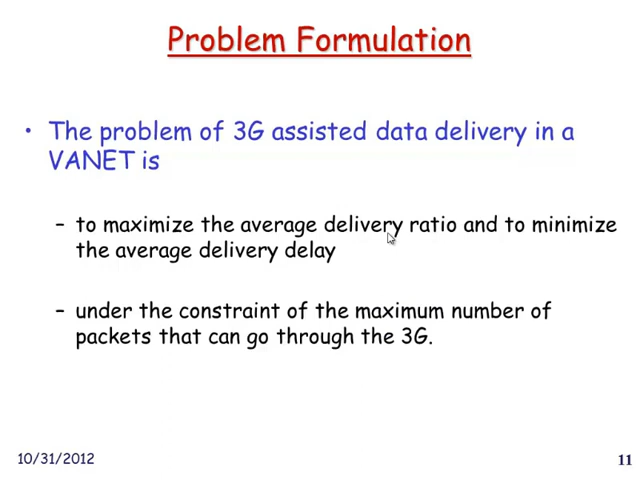 Problem Formulation
• The problem of 3G assisted data delivery in a
VANET is
– to maximize the average delivery ratio and to minimize
the average delivery delay
– under the constraint of the maximum number of
packets that can go through the 3G.
10/31/2012
11